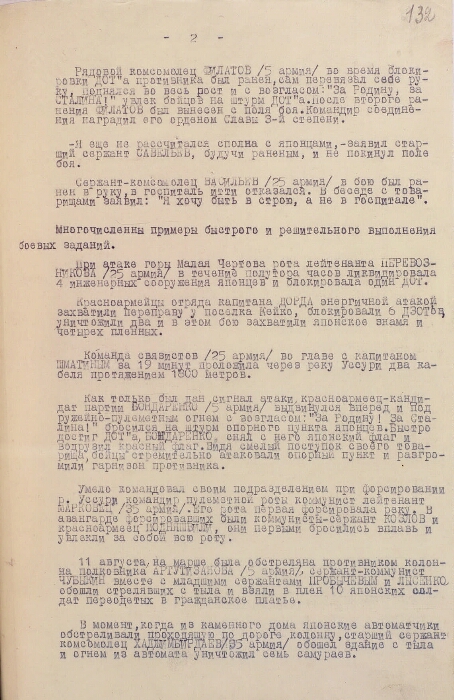 132
- 2 -
Рядовой комсомолец ФИЛАТОВ /5 армия/ во время блоки-
ровки ДОТ"а противника был ранен, сам перевязал себе ру-
ку, поднялся во весь рост и с возгласом:"За Родину, за
СТАЛИНА!" увлек бойцов на штурм ДОТ"а.После второго ра-
нения ФИЛАТОВ был вынесен с поля боя.Командир соедине-
ния наградил его орденом Славы 3-й степени.
-Я еще не рассчитался сполна с японцами,-заявил стар-
ший сержант САВЕЛЬЕВ, будучи раненым, и не покинул поле
боя.
Сержант-комсомолец ВАСИЛЬЕВ /25 армия/ в бою был ра-
нен в руку,в госпиталь итти отказался. В беседе с това-
рищами заявил: "Я хочу быть в строю, а не в госпитале".
Многочисленны примеры быстрого и решительного выполнения
боевых заданий.
При атаке горы Малая Чертова рота лейтенанта ПЕРЕВОЗ-
НИКОВА /25 армия/ в течение полутора часов ликвидировала
4 инженерных сооружения японцев и блокировала один ДОТ.
Красноармейцы отряда капитана ДОРДА энергичной атакой
захватили переправу у поселка Кейко, блокировали 6 ДЗОТов,
уничтожили два и в этом бою захватили японское знамя и
четырех пленных.
Команда связистов /25 армия/ во главе с капитаном
ШМАТИНЫМ за 19 минут проложила через реку Уссури два ка-
беля протяжением 1800 метров.
Как только был дан сигнал атаки,красноармеец-канди-
дат партии БОНДАРЕНКО /5 армия/ выдвинулся вперед и под
ружейно-пулеметным огнем с возгласом:"За Родину! За Ста-
лина!" бросился на штурм опорного пункта японцев.Быстро
достиг ДОТ"а,БОНДАРЕНКО снял с него японский флаг и
водрузил красный флаг.Видя смелый поступок своего това-
рища,бойцы стремительно атаковали опорный пункт и разгро-
мили гарнизон противника.
Умело командовал своим подразделением при форсировании
р. Уссури командир пулеметной роты коммунист лейтенант
МАРКОВИЧ /35 армия/. Его рота первая форсировала реку. В
авангарде форсировавших были коммунисты-сержант КОЗЛОВ и
красноармеец они первыми бросились вплавь и
увлекли за собой всю роту.
11 августа,на марше была обстреляна противником колон-
на полковника /5 армия/, сержант-коммунист
ЧУБЫКИН вместе с младшими сержантами ПРОБЫЧЕВЫМ и ЛЫСЕНКО,
обошли стрелявших с тыла и взяли в плен 10 японских сол-
дат переодетых в гражданское платье.
В момент,когда из каменного дома японские автоматчики
обстреливали проходящую по дороге колонку,старший сержант
комсомолец армия/ обошел здание с тыла
и огнем из автомата уничтожил семь самураев.